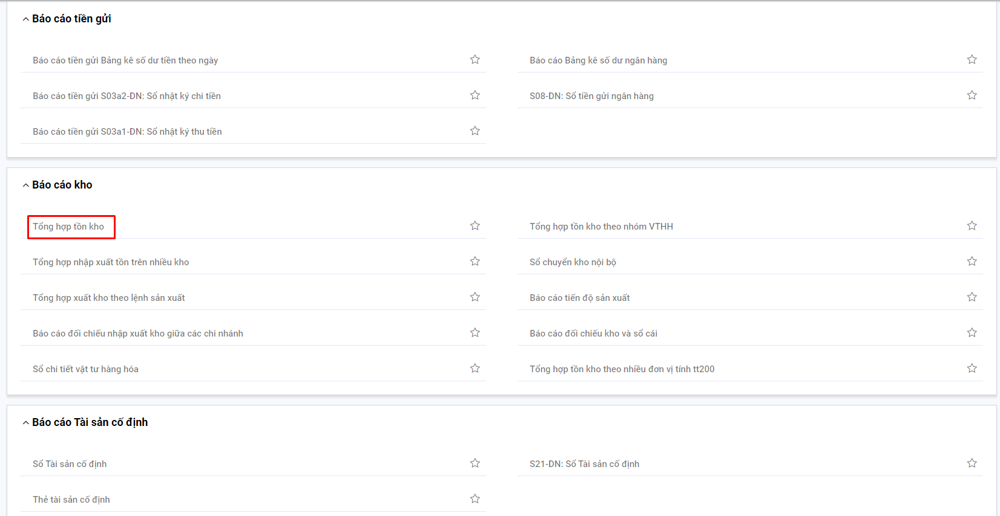 Báo cáo tiền gửi
Báo cáo tiền gửi Bảng kê số dư tiền theo ngày
Báo cáo Bảng kê số dư ngân hàng
Báo cáo tiền gửi S03a2-DN: Sổ nhật ký chi tiền
S08-DN: Sổ tiền gửi ngân hàng
Báo cáo tiền gửi S03a1-DN: Sổ nhật ký thu tiền
Báo cáo kho
Tổng hợp tồn kho
Tổng hợp tồn kho theo nhóm VTHH
Tổng hợp nhập xuất tồn trên nhiều kho
Sổ chuyển kho nội bộ
Tổng hợp xuất kho theo lệnh sản xuất
Báo cáo tiến độ sản xuất
Báo cáo đối chiếu nhập xuất kho giữa các chi nhánh
Báo cáo đối chiếu kho và sổ cái
Sổ chi tiết vật tư hàng hóa
Tổng hợp tồn kho theo nhiều đơn vị tính tt200
Báo cáo Tài sản cố định
Sổ Tài sản cố định
S21-DN: Sổ Tài sản cố định
Thẻ tài sản cố định